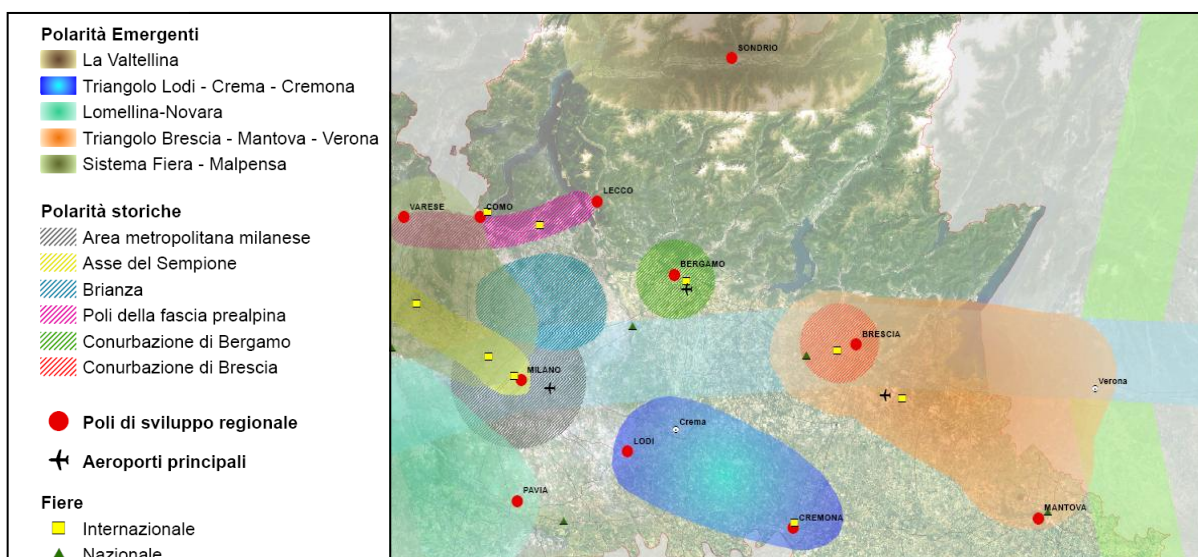 Polarità Emergenti
La Valtellina
Triangolo Lodi - Crema - Cremona
Lomellina-Novara
Triangolo Brescia - Mantova - Verona
Sistema Fiera - Malpensa
Polarità storiche
Area metropolitana milanese
Asse del Sempione
Brianza
Poli della fascia prealpina
Conurbazione di Bergamo
Conurbazione di Brescia
Poli di sviluppo regionale
Aeroporti principali
Fiere
Internazionale
Nazionale
SONDRIO
LECCO
VARESE
COMO
BERGAMO
BRESCIA
MILANO
Verona
Crema
LODI
PAVIA
CREMONA
MANTOVA